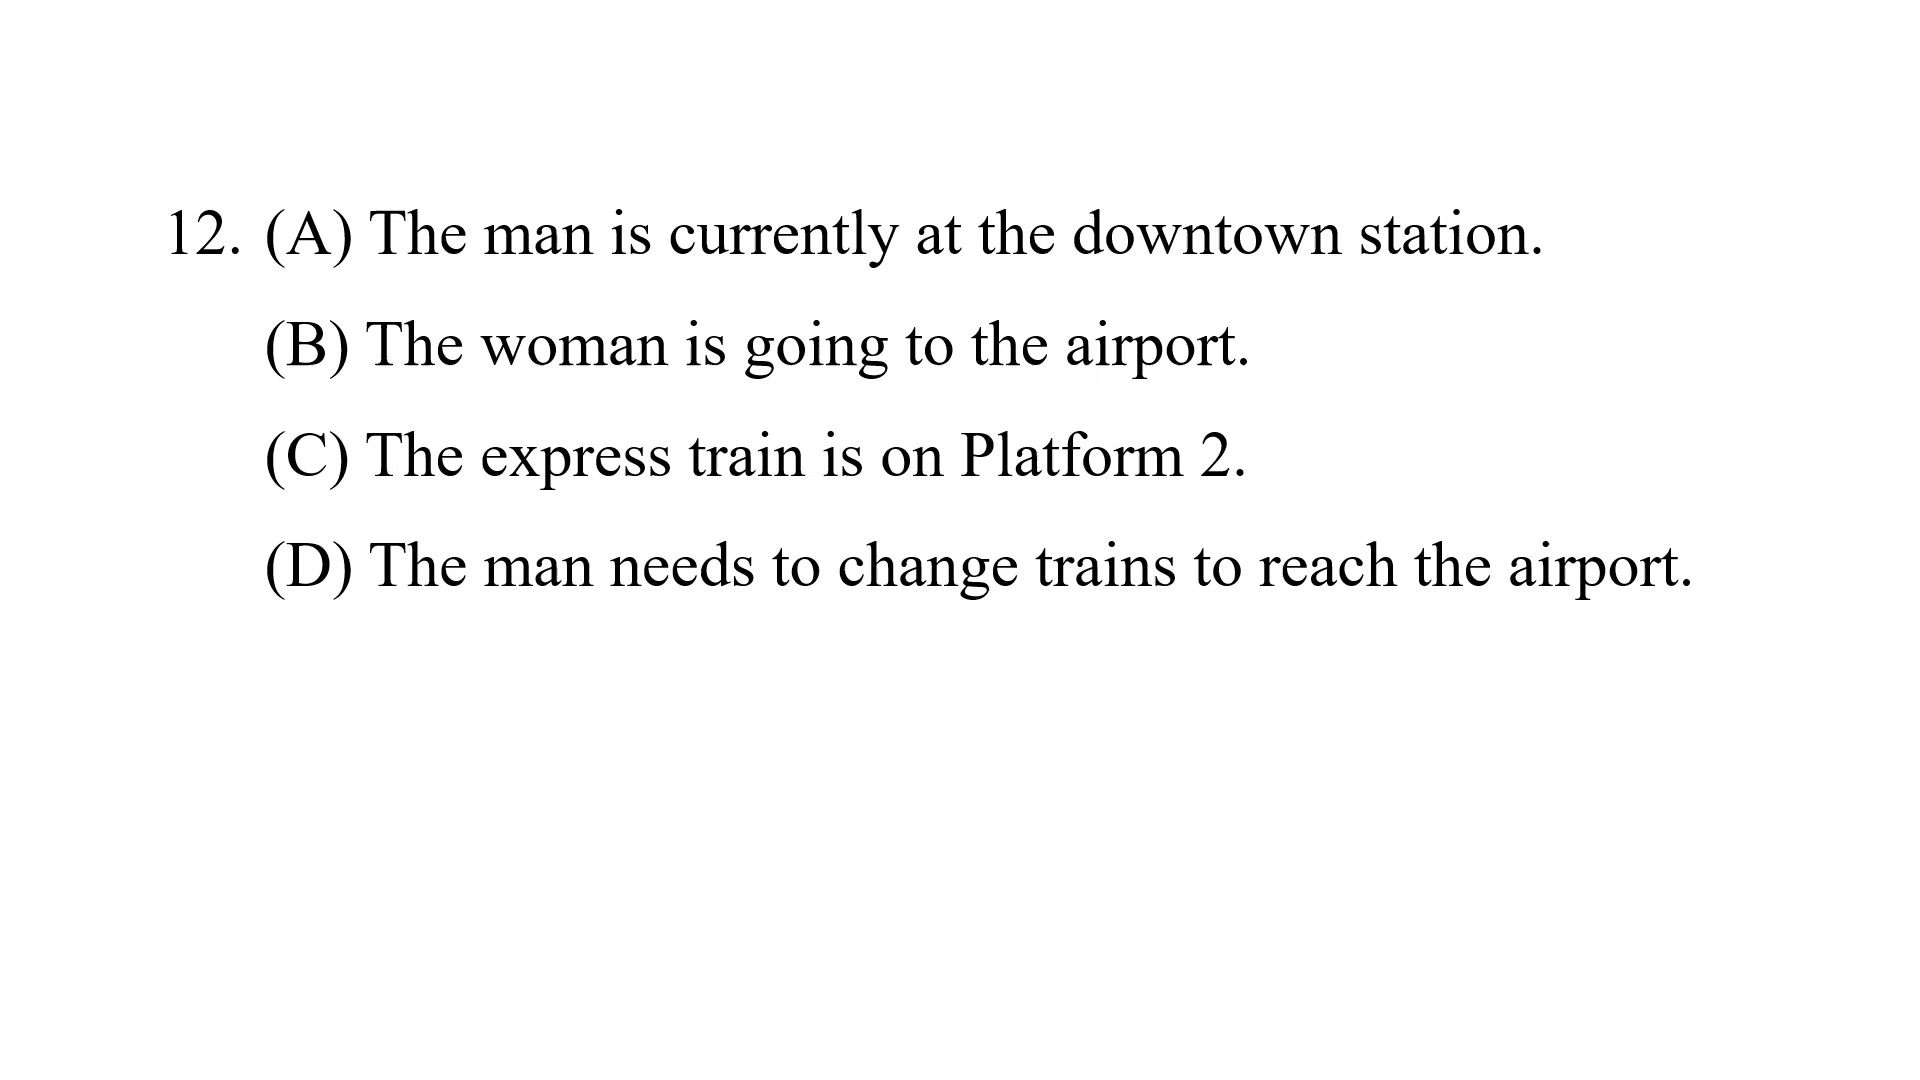 12. (A) The man is currently at the downtown station.
(B) The woman is going to the airport.
(C) The express train is on Platform 2.
(D) The man needs to change trains to reach the airport.